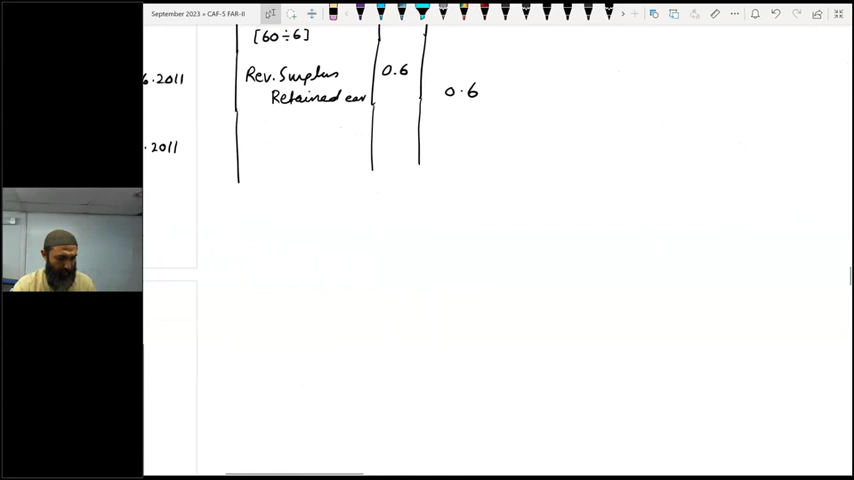 September 2023 » CAF-5 FAR-II
[60÷6]
6.2011
Rev. Surplus 0.6
Retained ear 0.6
.2011